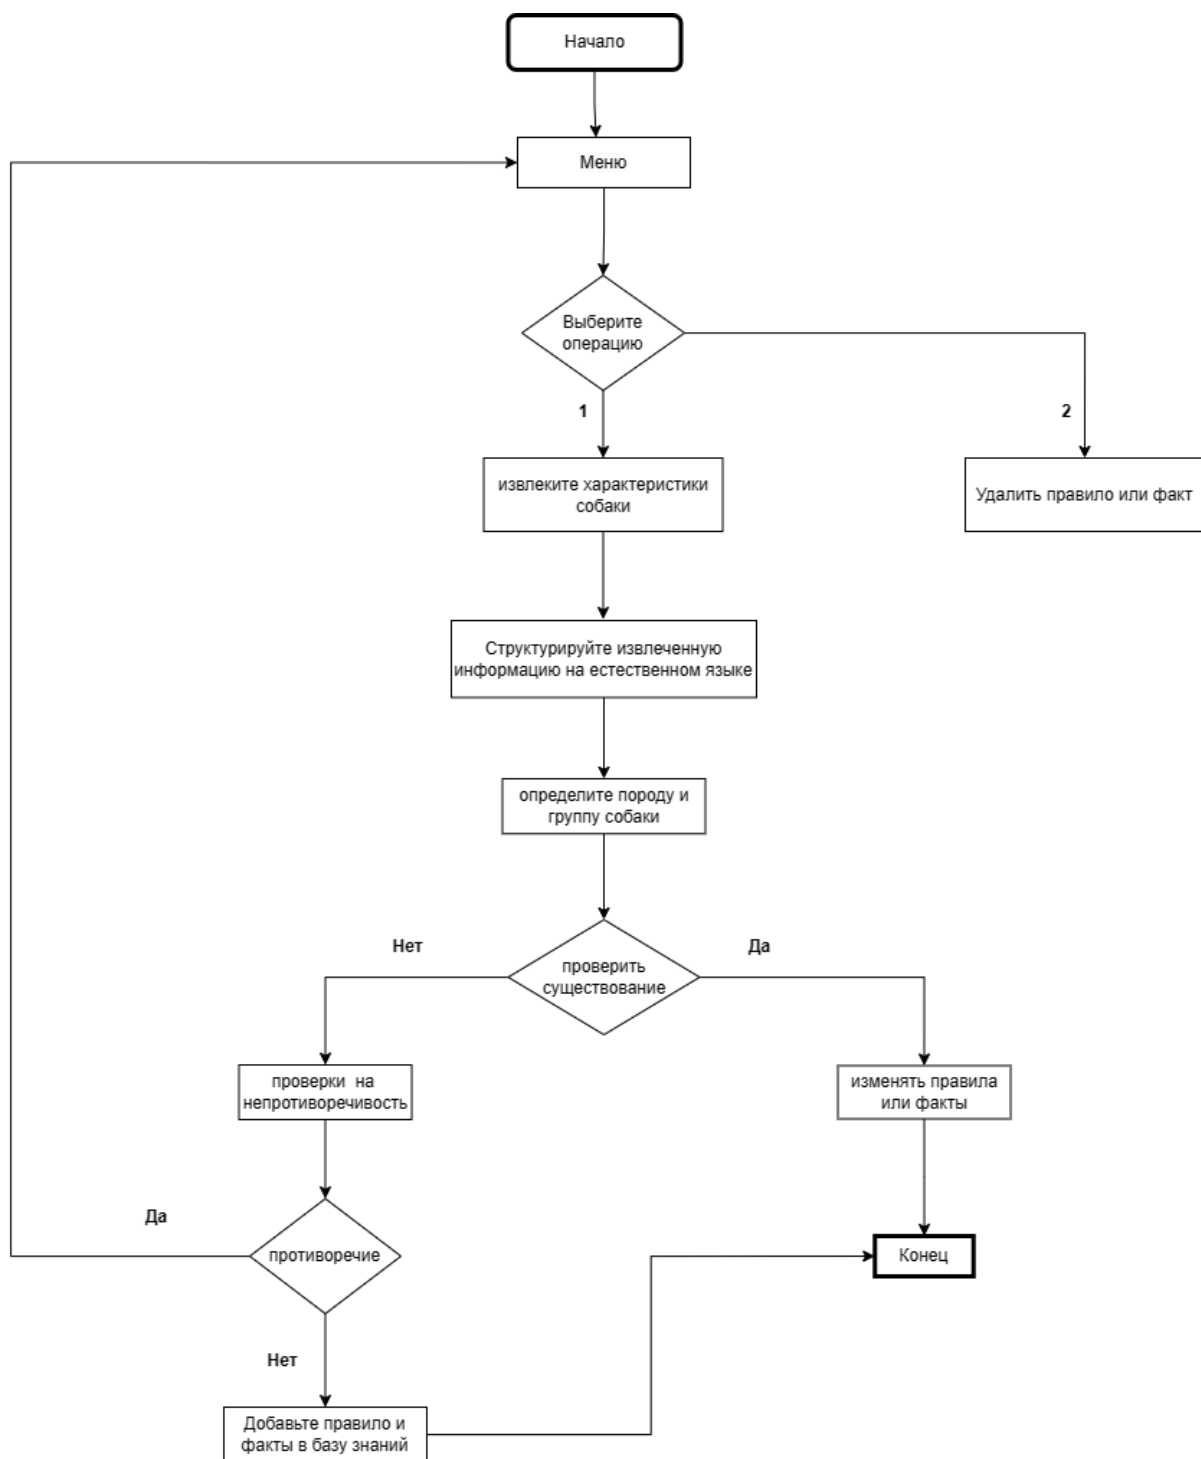 Начало
Меню
Выберите
операцию
1
2
извлеките характеристики
собаки
Удалить правило или факт
Структурируйте извлеченную
информацию на естественном языке
определите породу и
группу собаки
Нет
Да
проверить
существование
проверки на
непротиворечивость
изменять правила
или факты
Да
противоречие
Конец
Нет
Добавьте правило и
факты в базу знаний